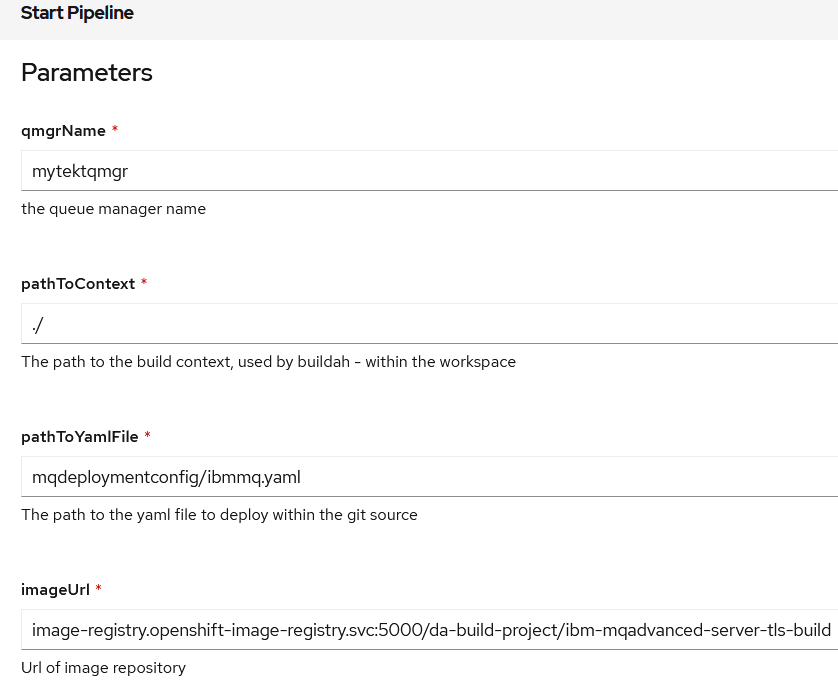 Start Pipeline
Parameters
qmgrName *
mytektqmgr
the queue manager name
pathToContext *
./
The path to the build context, used by buildah - within the workspace
pathToYamlFile *
mqdeploymentconfig/ibmmq.yaml
The path to the yaml file to deploy within the git source
imageUrl *
image-registry.openshift-image-registry.svc:5000/da-build-project/ibm-mqadvanced-server-tls-build
Url of image repository